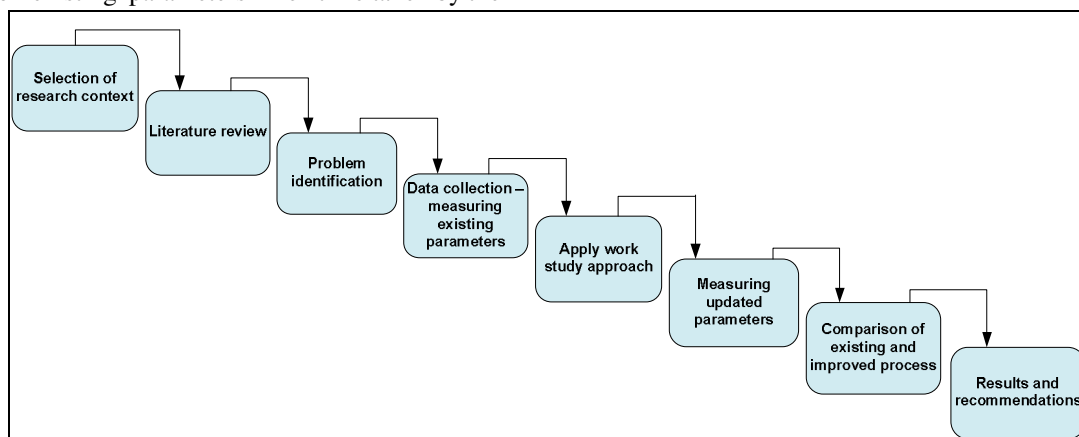 Selection of
research context
Literature review
Problem
identification
Data collection –
measuring
existing
parameters
Apply work
study approach
Measuring
updated
parameters
Comparison of
existing and
improved process
Results and
recommendations